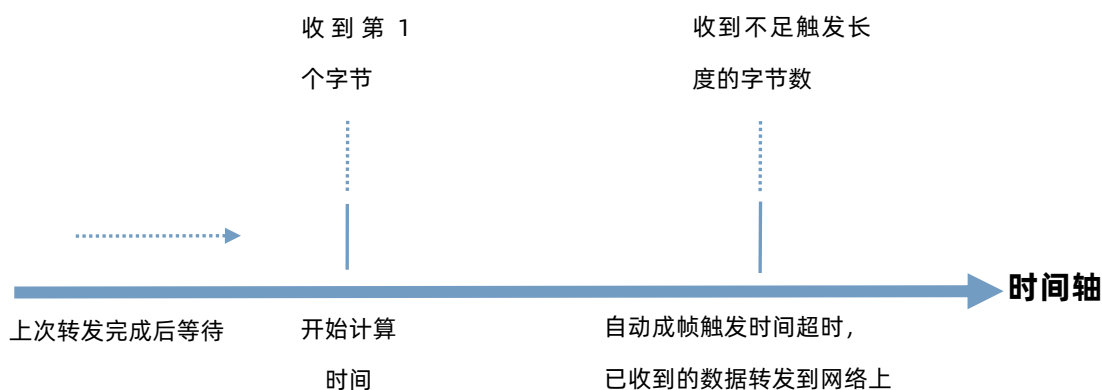 收到第 1
个字节
收到不足触发长
度的字节数
时间轴
上次转发完成后等待
开始计算
时间
自动成帧触发时间超时，
已收到的数据转发到网络上